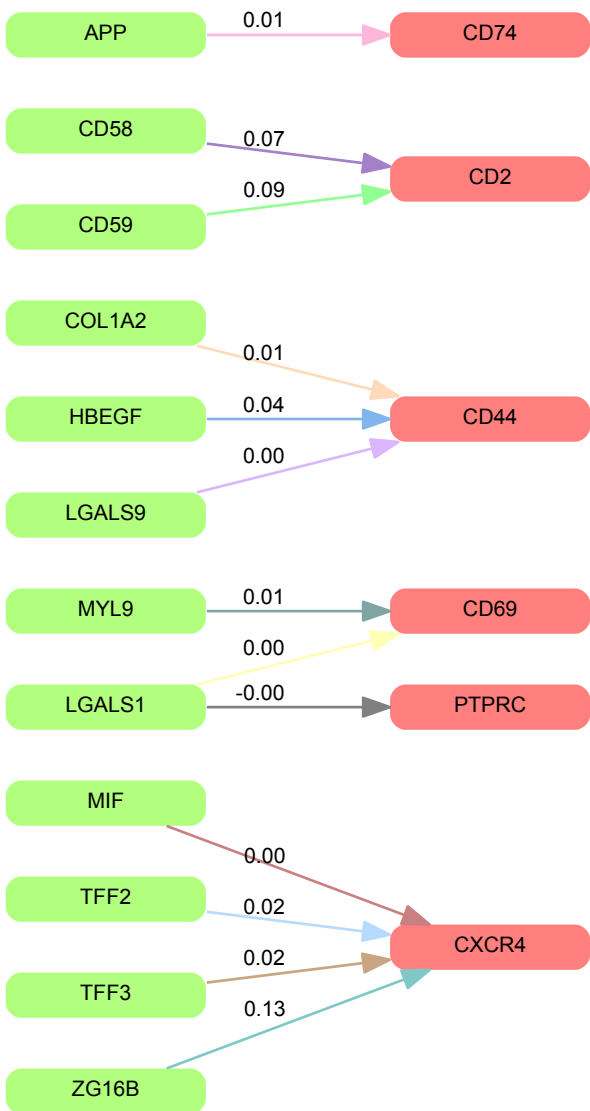 APP 0.01 CD74
CD58 0.07
CD2
CD59 0.09
COL1A2
0.01
HBEGF 0.04 CD44
0.00
LGALS9
MYL9 0.01 CD69
0.00
LGALS1 -0.00 PTPRC
MIF
0.00
TFF2 0.02
CXCR4
TFF3 0.02
0.13
ZG16B